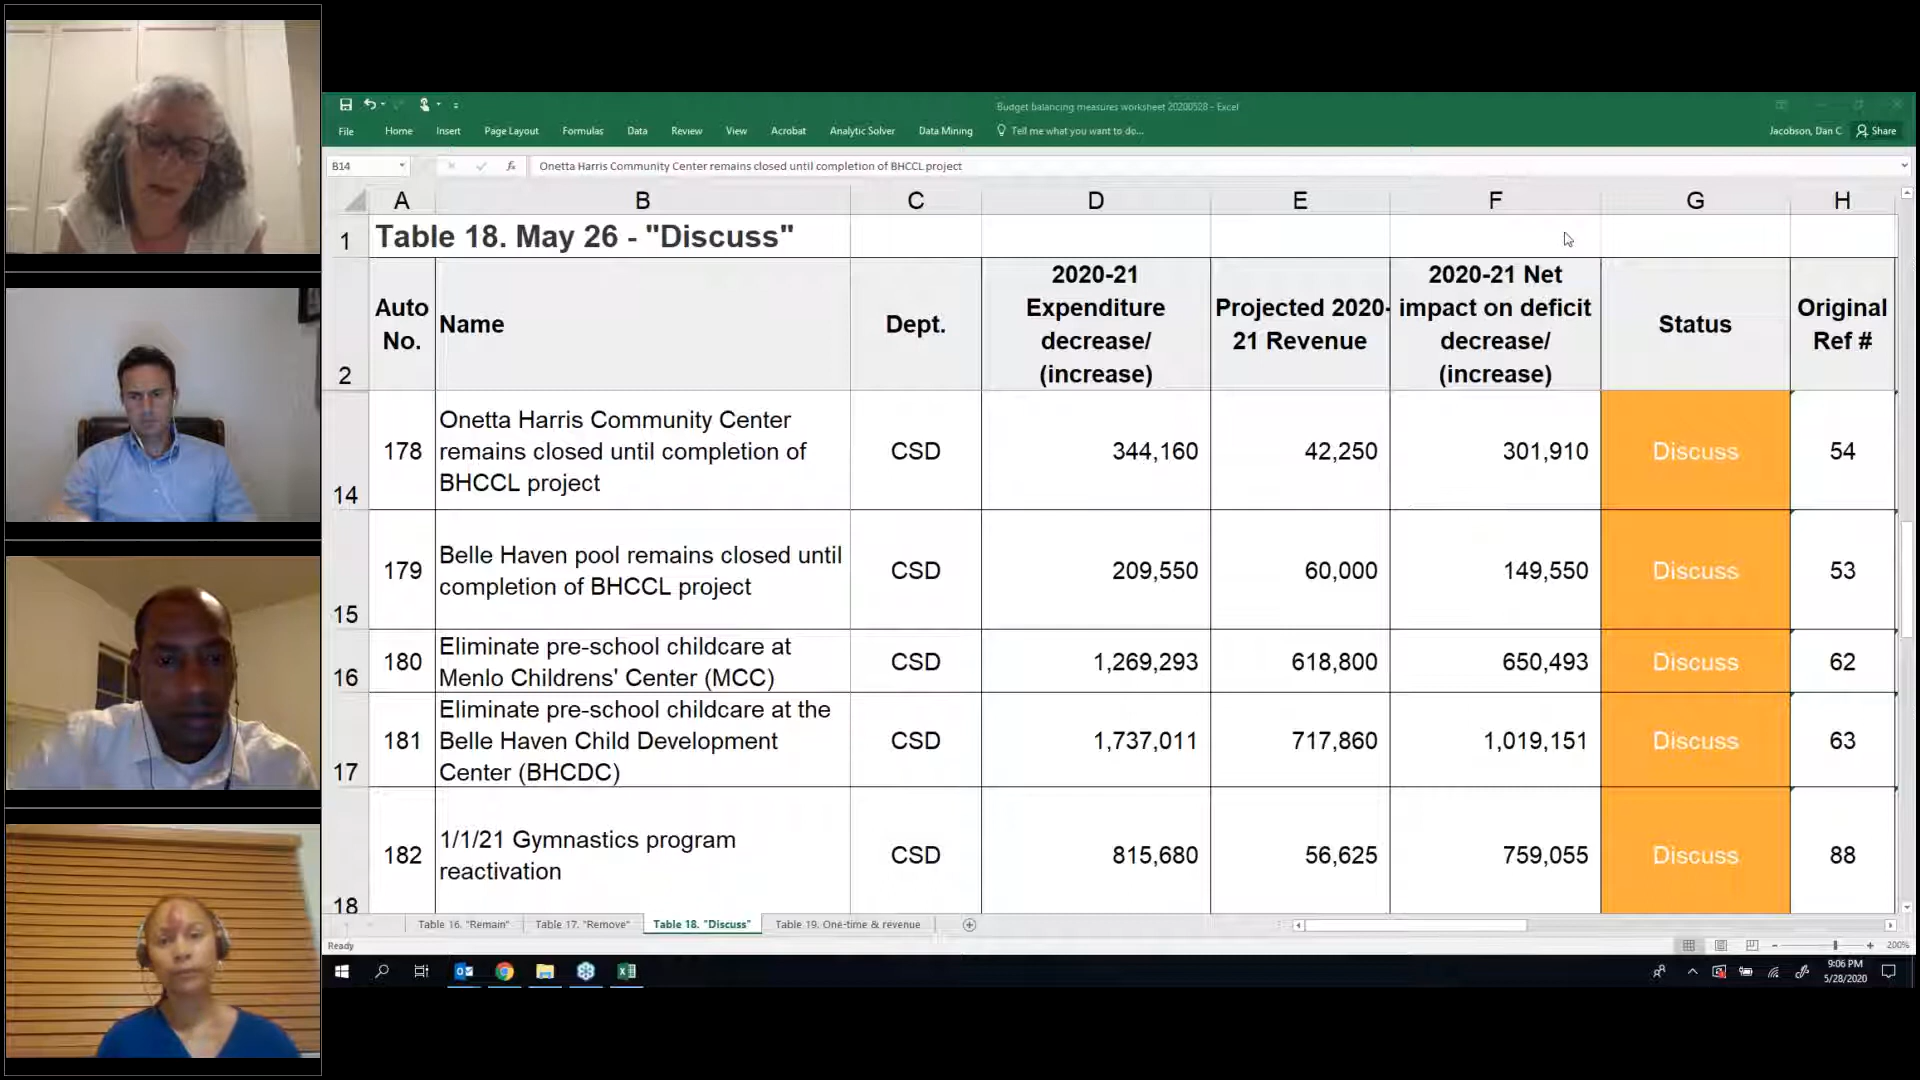 Budget balancing measures worksheet 20200528 - Excel
File Home Insert Page Layout Formulas Data Review View Acrobat Analytic Solver Data Mining Tell me what you want to do... Jacobson, Dan C Share
B14 fx Onetta Harris Community Center remains closed until completion of BHCCL project
A B C D E F G H
1 Table 18. May 26 - "Discuss"
2020-21 2020-21 Net
Auto Expenditure Projected 2020- impact on deficit Original
Name Dept. Status
No. decrease/ 21 Revenue decrease/ Ref #
2 (increase) (increase)
Onetta Harris Community Center
178 remains closed until completion of CSD 344,160 42,250 301,910 Discuss 54
14 BHCCL project
Belle Haven pool remains closed until
179 CSD 209,550 60,000 149,550 Discuss 53
completion of BHCCL project
15
Eliminate pre-school childcare at
180 CSD 1,269,293 618,800 650,493 Discuss 62
16 Menlo Childrens' Center (MCC)
Eliminate pre-school childcare at the
181 Belle Haven Child Development CSD 1,737,011 717,860 1,019,151 Discuss 63
17 Center (BHCDC)
1/1/21 Gymnastics program
182 CSD 815,680 56,625 759,055 Discuss 88
reactivation
18
Table 16. "Remain" Table 17. "Remove" Table 18. "Discuss" Table 19. One-time & revenue
Ready 200%
9:06 PM
5/28/2020